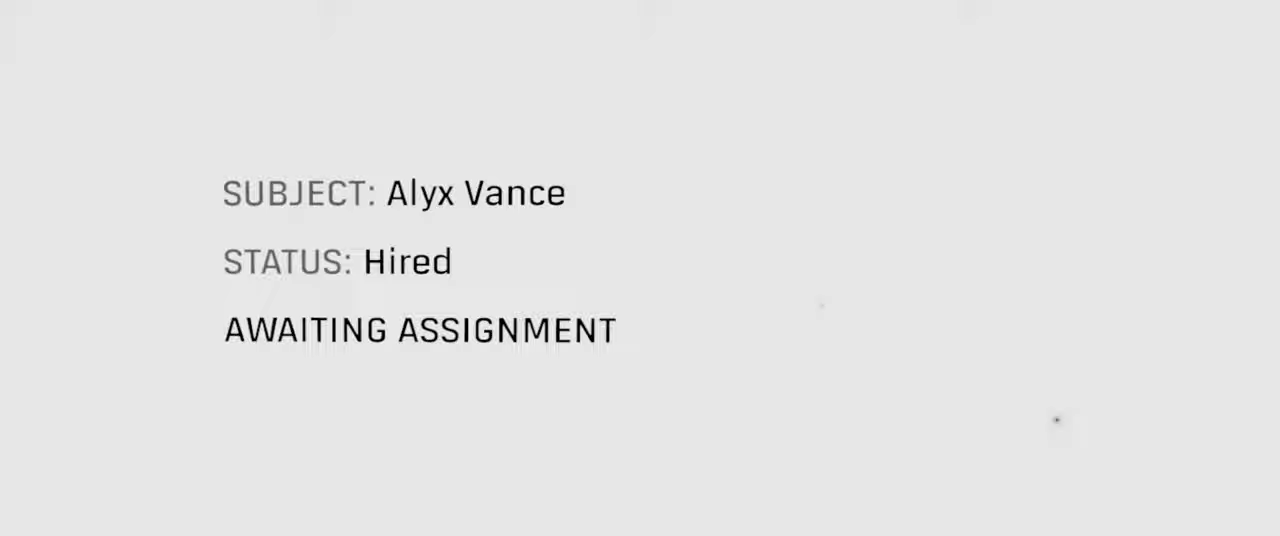 SUBJECT: Alyx Vance
STATUS: Hired
AWAITING ASSIGNMENT